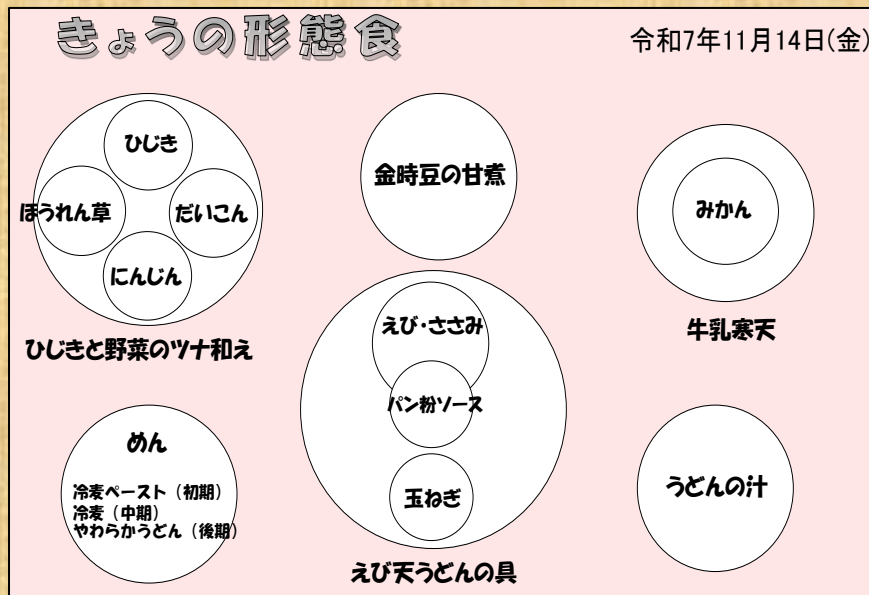 きょうの形態食
令和7年11月14日(金)
ひじき
ほうれん草
だいこん
にんじん
ひじきと野菜のツナ和え
金時豆の甘煮
みかん
牛乳寒天
めん
冷麦ペースト（初期）
冷麦（中期）
やわらかうどん（後期）
えび・ささみ
パン粉ソース
玉ねぎ
えび天うどんの具
うどんの汁